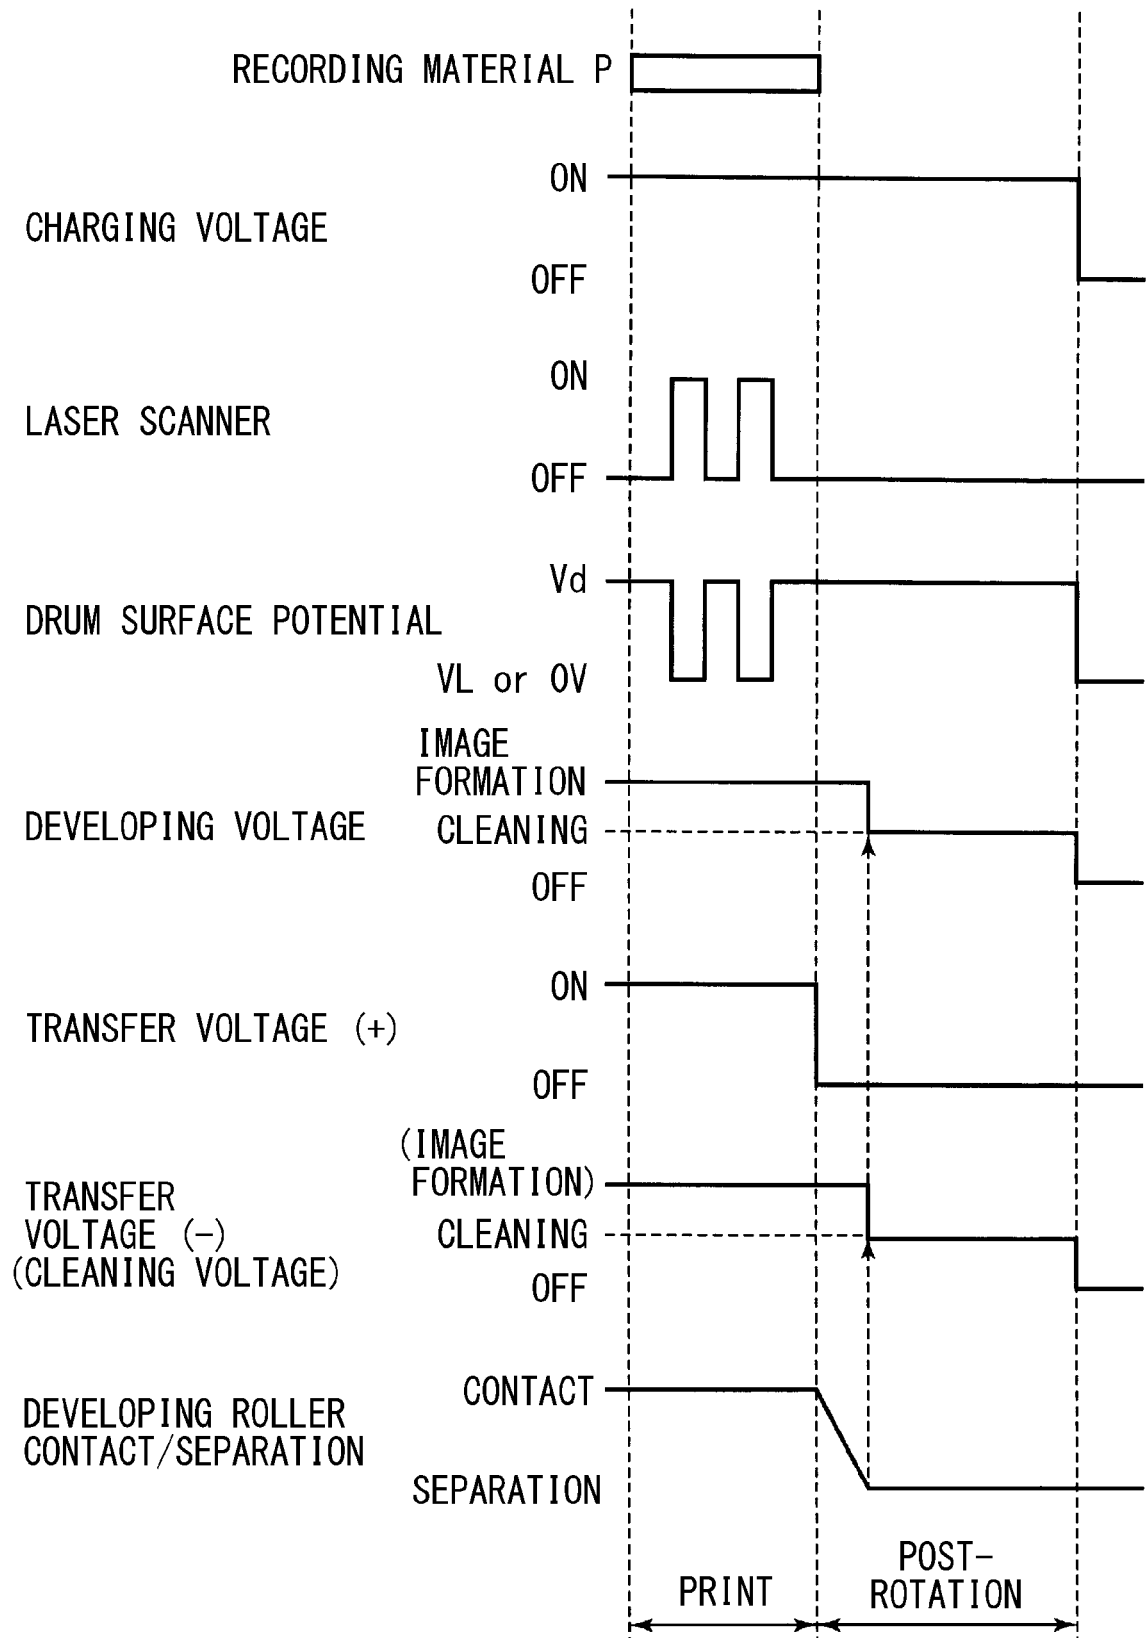 RECORDING MATERIAL P
ON
CHARGING VOLTAGE
OFF
ON
LASER SCANNER
OFF
Vd
DRUM SURFACE POTENTIAL
VL or 0V
IMAGE
FORMATION
DEVELOPING VOLTAGE
CLEANING
OFF
ON
TRANSFER VOLTAGE (+)
OFF
(IMAGE
FORMATION)
TRANSFER
VOLTAGE (−)
(CLEANING VOLTAGE)
CLEANING
OFF
CONTACT
DEVELOPING ROLLER
CONTACT/SEPARATION
SEPARATION
PRINT
POST-
ROTATION